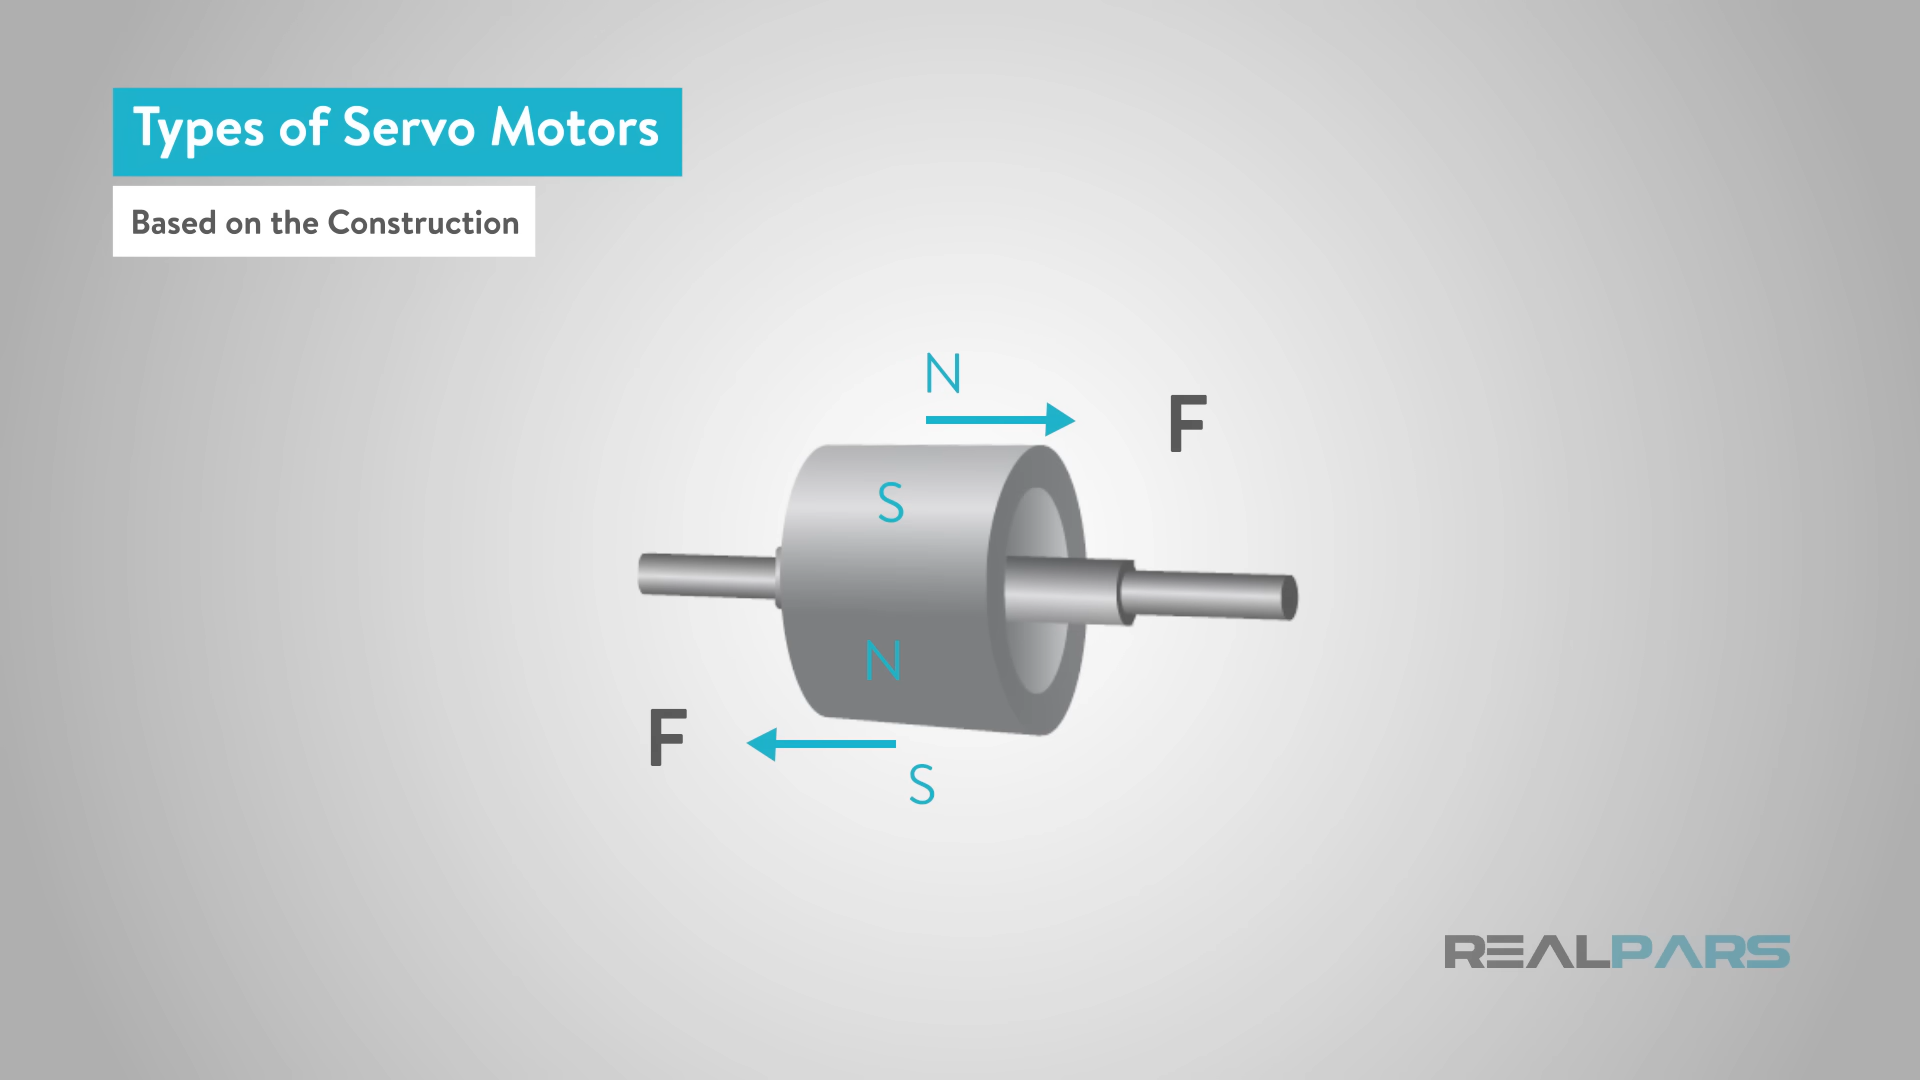 Types of Servo Motors
Based on the Construction
N
F
S
N
F
S
REALPARS